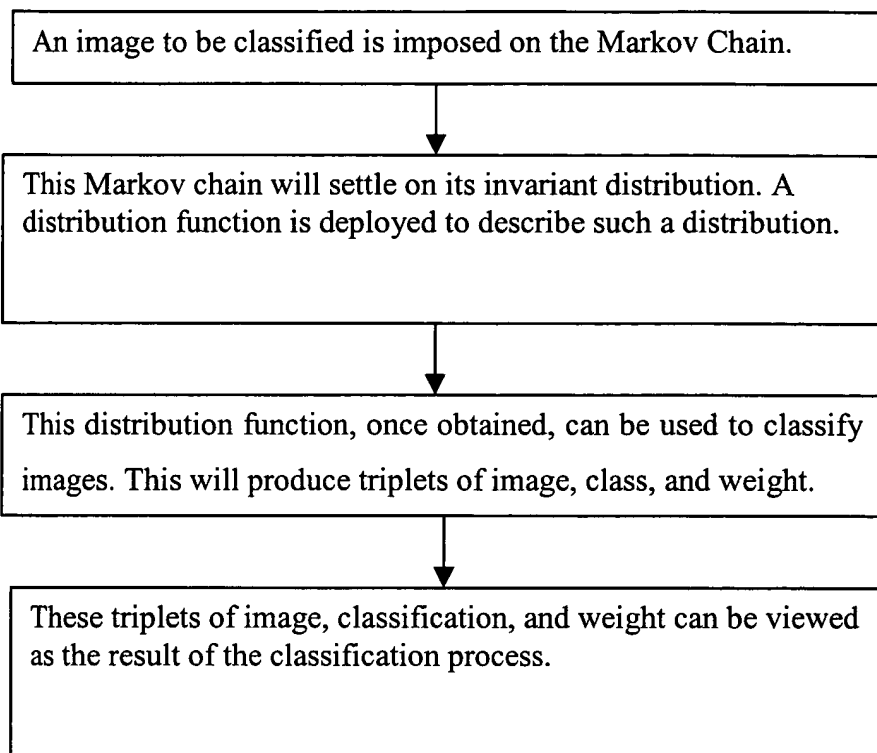 An image to be classified is imposed on the Markov Chain.
This Markov chain will settle on its invariant distribution. A
distribution function is deployed to describe such a distribution.
This distribution function, once obtained, can be used to classify
images. This will produce triplets of image, class, and weight.
These triplets of image, classification, and weight can be viewed
as the result of the classification process.